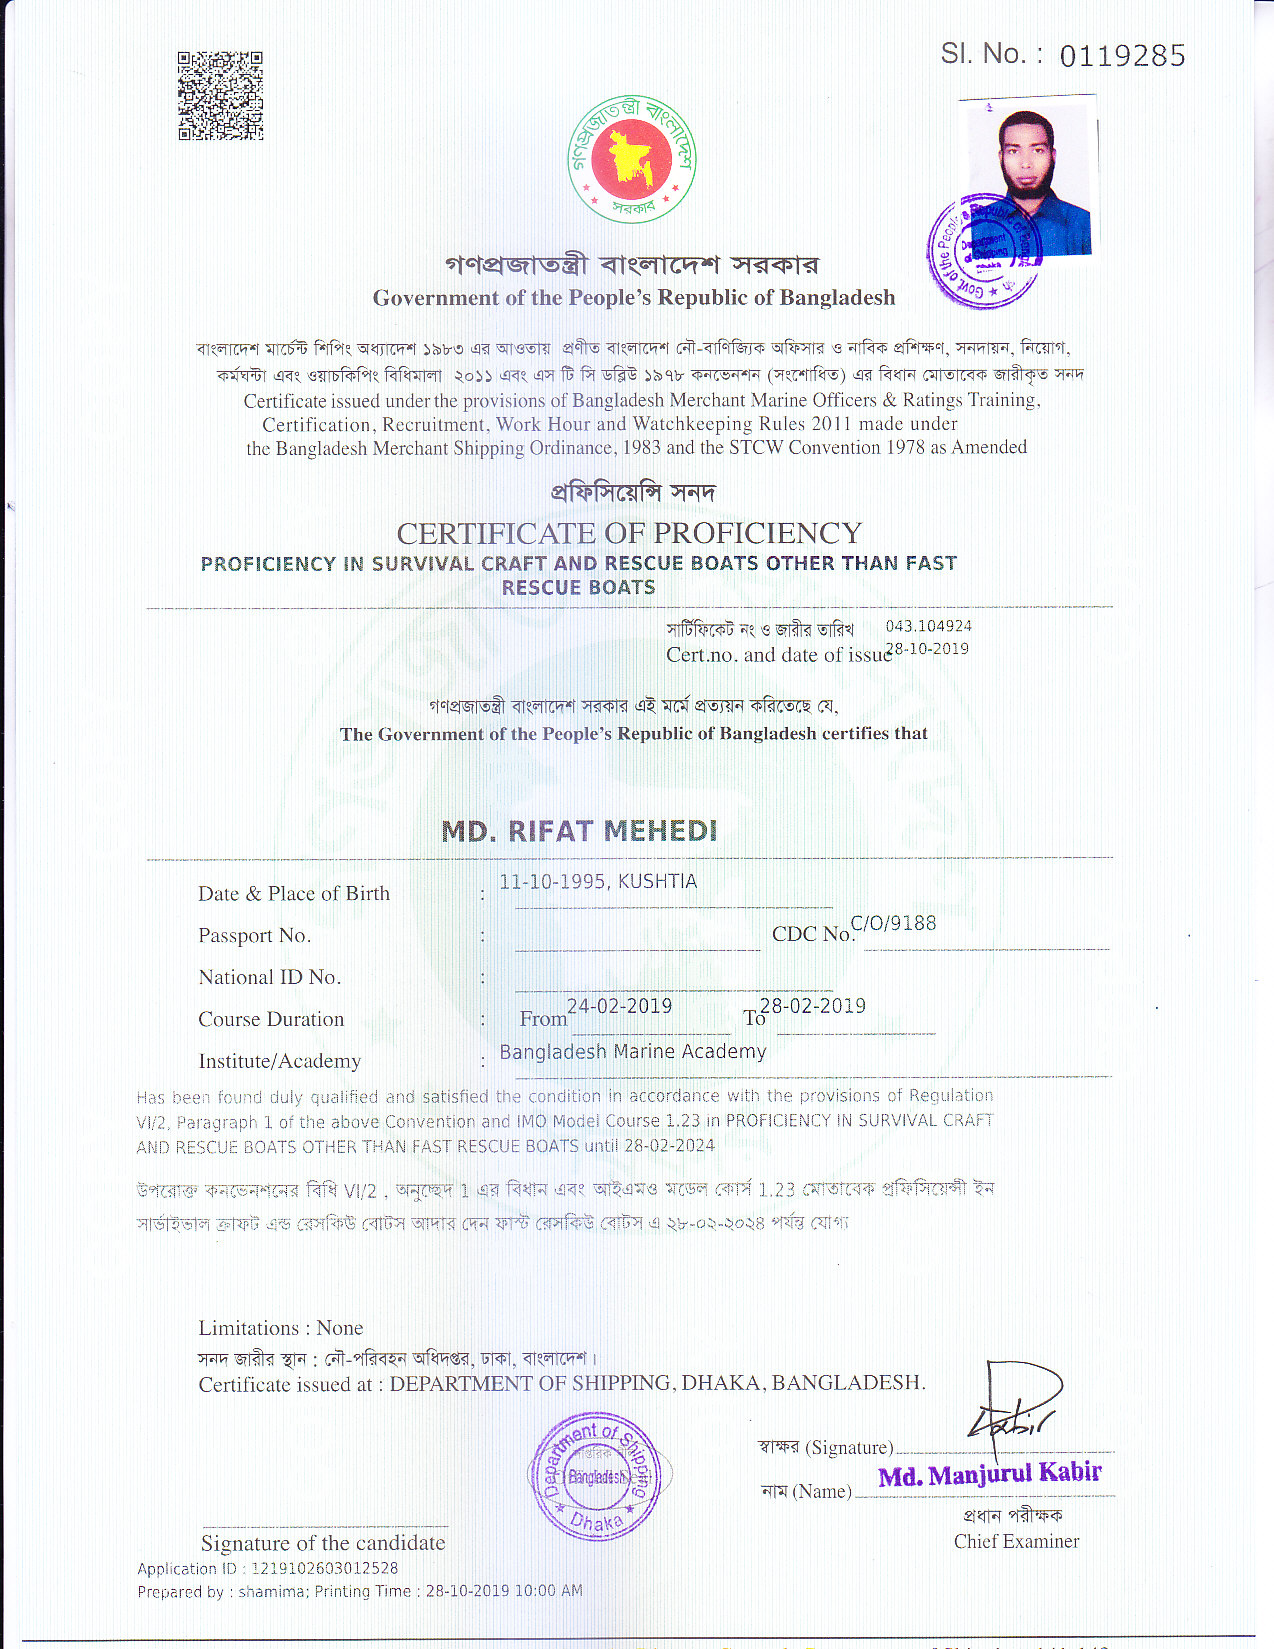 Sl. No. : 0119285
গণপ্রজাতন্ত্রী বাংলাদেশ
সরকার
Govt. of the People's Republic of
Department
of Shipping
গণপ্রজাতন্ত্রী বাংলাদেশ সরকার
Government of the People's Republic of Bangladesh
বাংলাদেশ মার্চেন্ট শিপিং অধ্যাদেশ ১৯৮৩ এর আওতায় প্রণীত বাংলাদেশ নৌ-বাণিজ্যিক অফিসার ও নাবিক প্রশিক্ষণ, সনদায়ন, নিয়োগ,
কর্মঘন্টা এবং ওয়াচকিপিং বিধিমালা ২০১১ এবং এস টি সি ডব্লিউ ১৯৭৮ কনভেনশন (সংশোধিত) এর বিধান মোতাবেক জারীকৃত সনদ
Certificate issued under the provisions of Bangladesh Merchant Marine Officers & Ratings Training,
Certification, Recruitment, Work Hour and Watchkeeping Rules 2011 made under
the Bangladesh Merchant Shipping Ordinance, 1983 and the STCW Convention 1978 as Amended
প্রফিসিয়েন্সি সনদ
CERTIFICATE OF PROFICIENCY
PROFICIENCY IN SURVIVAL CRAFT AND RESCUE BOATS OTHER THAN FAST
RESCUE BOATS
সার্টিফিকেট নং ও জারীর তারিখ 043.104924
Cert.no. and date of issue 28-10-2019
গণপ্রজাতন্ত্রী বাংলাদেশ সরকার এই মর্মে প্রত্যয়ন করিতেছে যে,
The Government of the People's Republic of Bangladesh certifies that
MD. RIFAT MEHEDI
Date & Place of Birth : 11-10-1995, KUSHTIA
Passport No. : CDC No. C/O/9188
National ID No. :
Course Duration : From 24-02-2019 To 28-02-2019
Institute/Academy : Bangladesh Marine Academy
Has been found duly qualified and satisfied the condition in accordance with the provisions of Regulation
VI/2, Paragraph 1 of the above Convention and IMO Model Course 1.23 in PROFICIENCY IN SURVIVAL CRAFT
AND RESCUE BOATS OTHER THAN FAST RESCUE BOATS until 28-02-2024
উপরোক্ত কনভেনশনের বিধি VI/2 , অনুচ্ছেদ 1 এর বিধান এবং আইএমও মডেল কোর্স 1.23 মোতাবেক প্রফিসিয়েন্সী ইন
সার্ভাইভাল ক্রাফট এন্ড রেসকিউ বোটস আদার দেন ফাস্ট রেসকিউ বোটস এ ২৮-০২-২০২৪ পর্যন্ত যোগ্য
Limitations : None
সনদ জারীর স্থান : নৌ-পরিবহন অধিদপ্তর, ঢাকা, বাংলাদেশ।
Certificate issued at : DEPARTMENT OF SHIPPING, DHAKA, BANGLADESH.
Department of Shipping
Bangladesh
Dhaka
স্বাক্ষর (Signature)
Md. Manjurul Kabir
নাম (Name)
প্রধান পরীক্ষক
Chief Examiner
Signature of the candidate
Application ID : 1219102603012528
Prepared by : shamima; Printing Time : 28-10-2019 10:00 AM